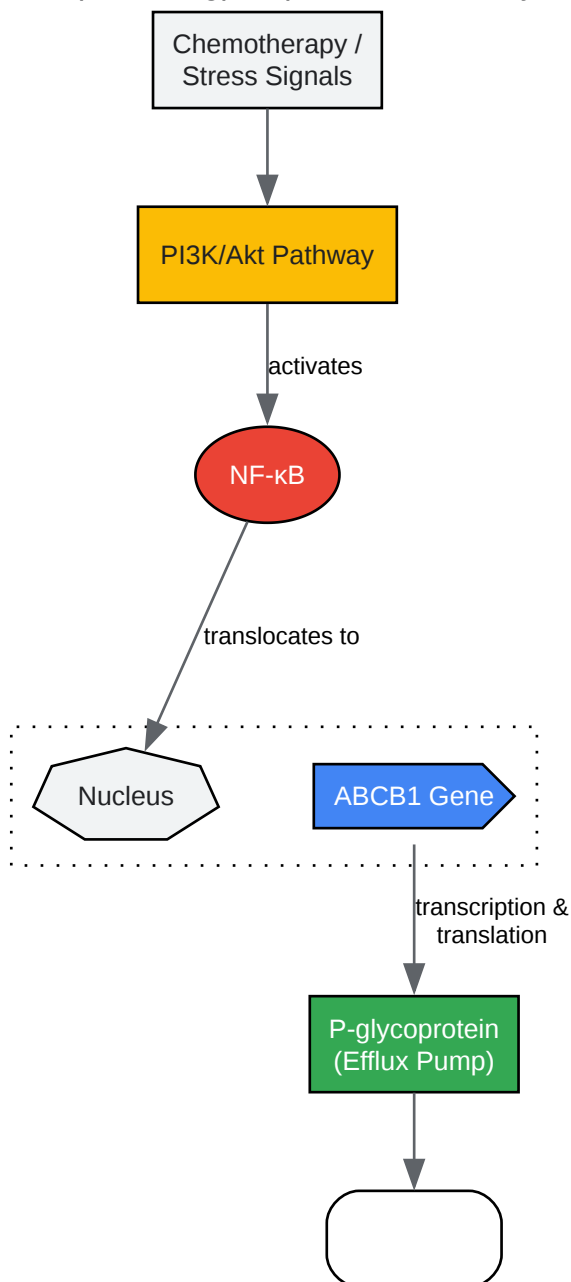 Chemotherapy /
Stress Signals
PI3K/Akt Pathway
activates
NF-κB
translocates to
Nucleus
ABCB1 Gene
transcription &
translation
P-glycoprotein
(Efflux Pump)